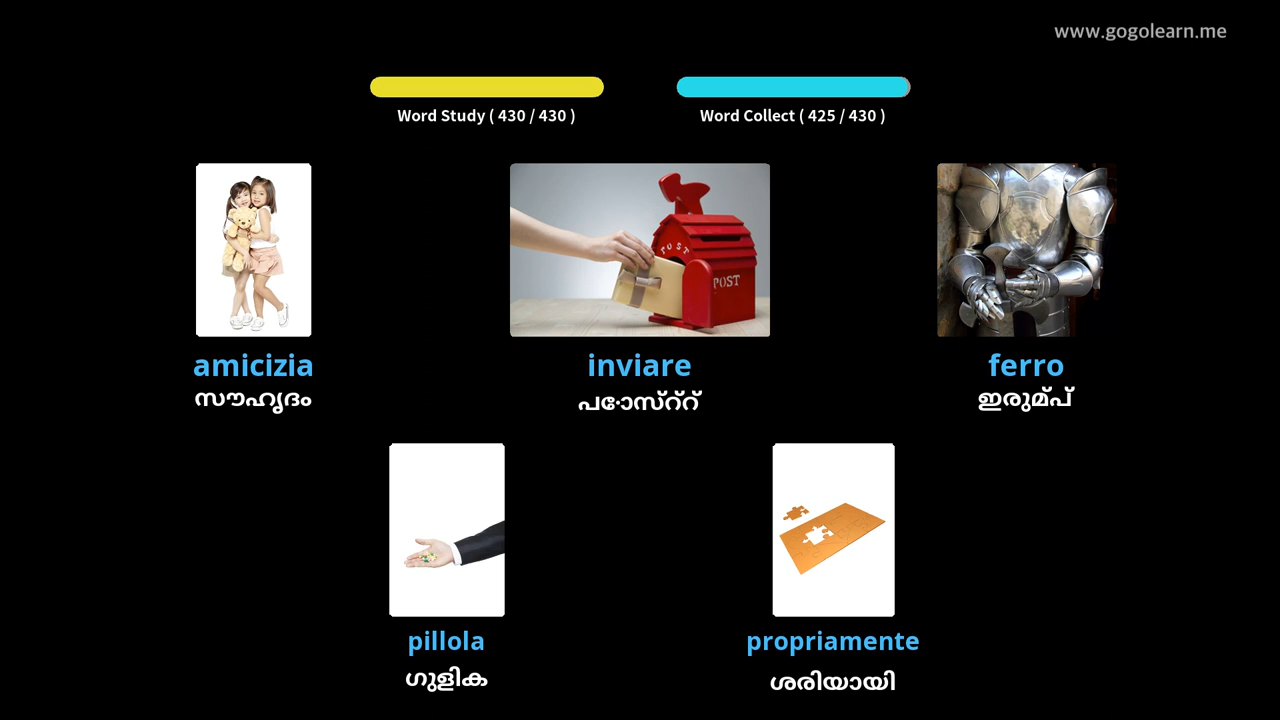 www.gogolearn.me
Word Study ( 430 / 430 )
Word Collect ( 425 / 430 )
POST
POST
amicizia
സൗഹൃദം
inviare
പോസ്റ്റ്
ferro
ഇരുമ്പ്
pillola
ഗുളിക
propriamente
ശരിയായി